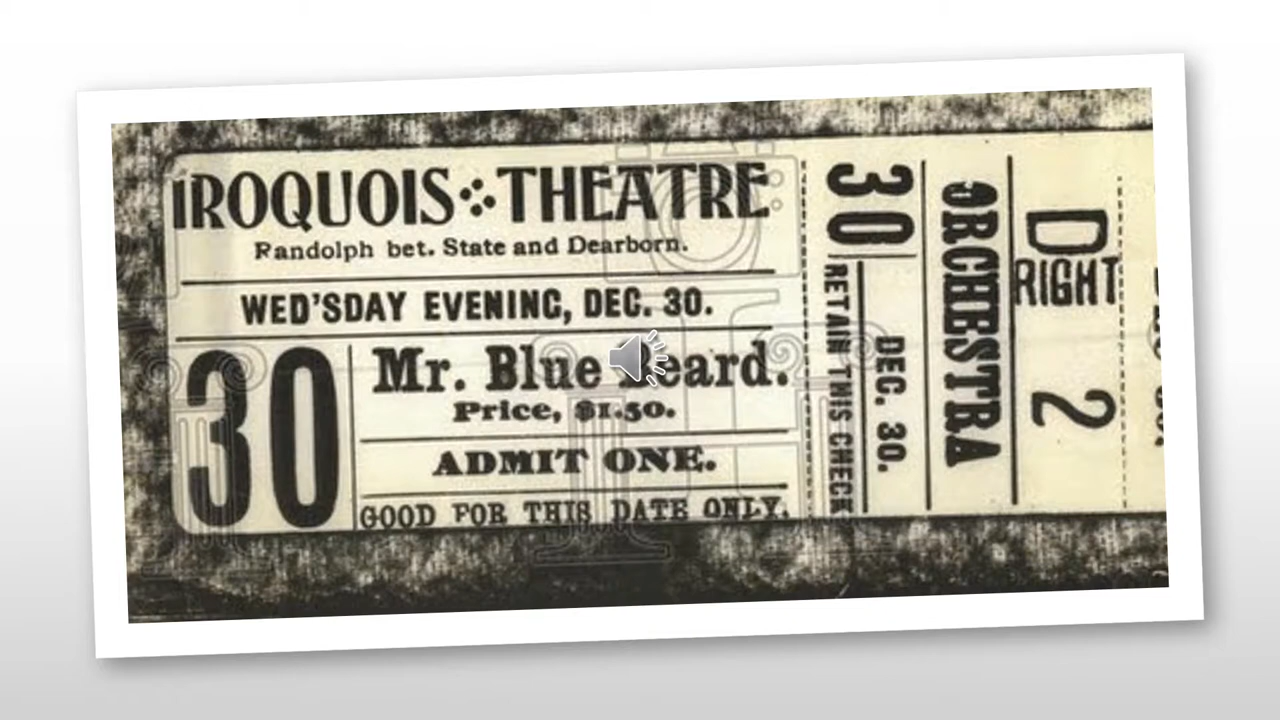 IROQUOIS THEATRE
Randolph bet. State and Dearborn.
WED'SDAY EVENING, DEC. 30.
30
Mr. Blue Beard.
Price, $1.50.
ADMIT ONE.
GOOD FOR THIS DATE ONLY.
30
RETAIN THIS CHECK
DEC. 30.
ORCHESTRA
D
RIGHT
2